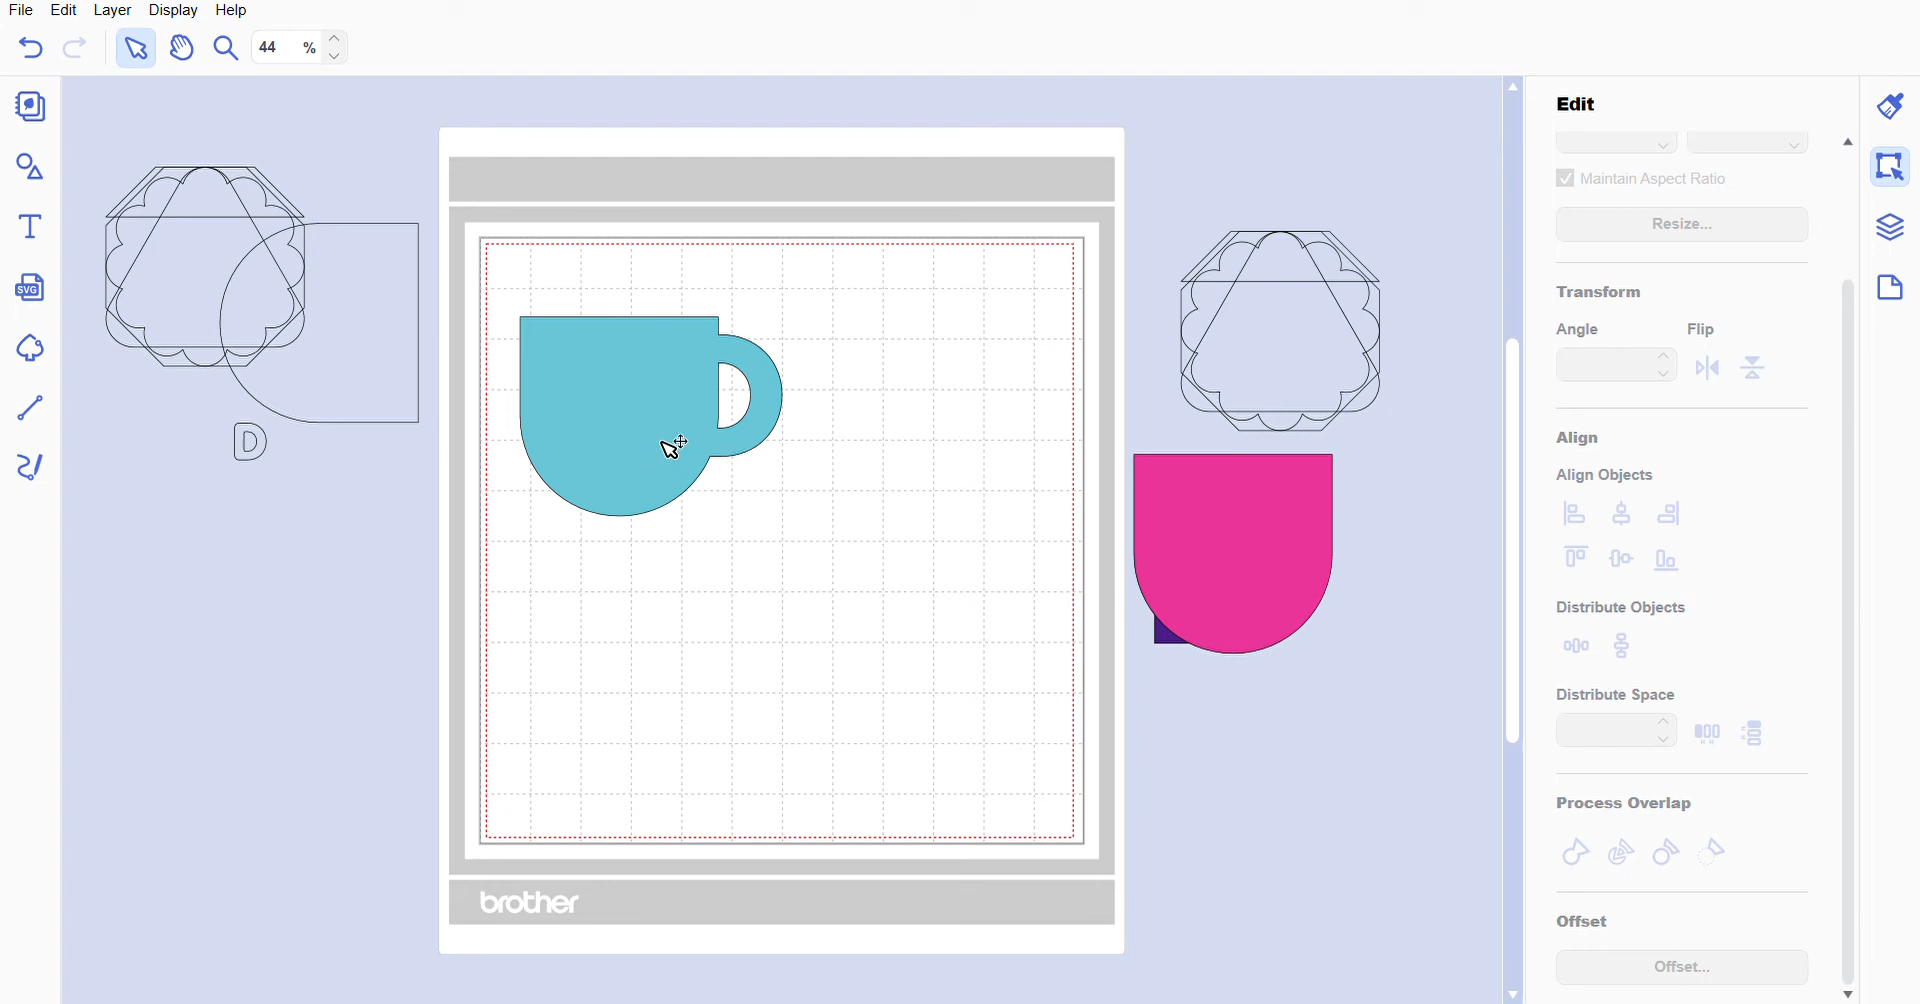 File Edit Layer Display Help
44 %
SVG
D
brother
Edit
Maintain Aspect Ratio
Resize...
Transform
Angle Flip
Align
Align Objects
Distribute Objects
Distribute Space
Process Overlap
Offset
Offset...